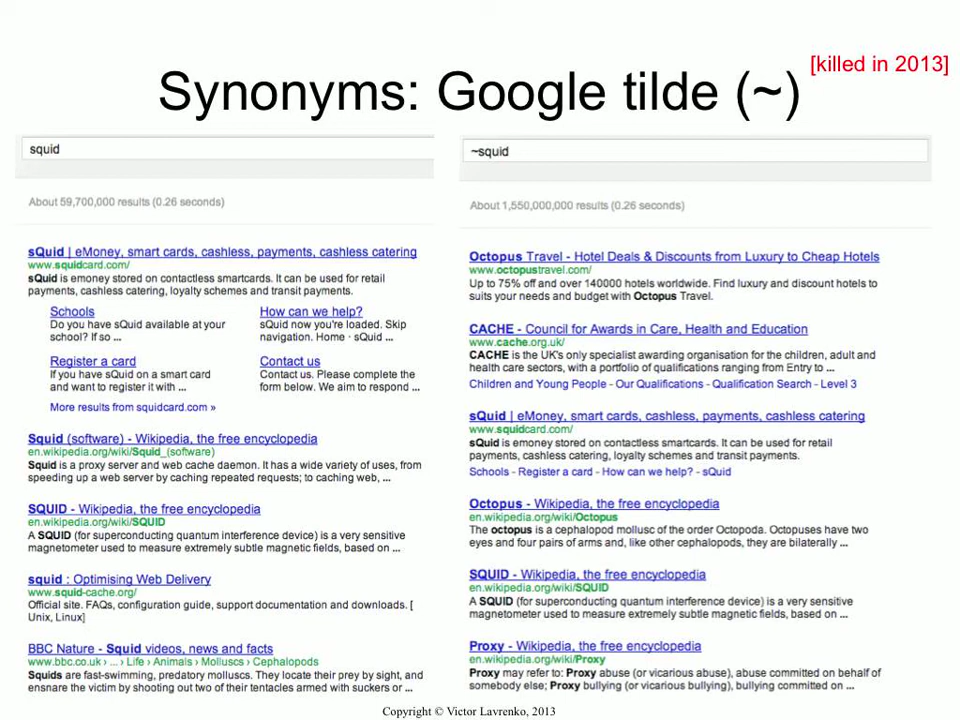 [killed in 2013]
Synonyms: Google tilde (~)
squid
About 59,700,000 results (0.26 seconds)
sQuid | eMoney, smart cards, cashless, payments, cashless catering
www.squidcard.com/
sQuid is emoney stored on contactless smartcards. It can be used for retail
payments, cashless catering, loyalty schemes and transit payments.
Schools
Do you have sQuid available at your
school? If so ...
How can we help?
sQuid now you're loaded. Skip
navigation. Home · sQuid ...
Register a card
If you have sQuid on a smart card
and want to register it with ...
Contact us
Contact us. Please complete the
form below. We aim to respond ...
More results from squidcard.com »
Squid (software) - Wikipedia, the free encyclopedia
en.wikipedia.org/wiki/Squid_(software)
Squid is a proxy server and web cache daemon. It has a wide variety of uses, from
speeding up a web server by caching repeated requests; to caching web, ...
SQUID - Wikipedia, the free encyclopedia
en.wikipedia.org/wiki/SQUID
A SQUID (for superconducting quantum interference device) is a very sensitive
magnetometer used to measure extremely subtle magnetic fields, based on ...
squid : Optimising Web Delivery
www.squid-cache.org/
Official site. FAQs, configuration guide, support documentation and downloads. [
Unix, Linux]
BBC Nature - Squid videos, news and facts
www.bbc.co.uk › ... › Life › Animals › Molluscs › Cephalopods
Squids are fast-swimming, predatory molluscs. They locate their prey by sight, and
ensnare the victim by shooting out two of their tentacles armed with suckers or ...
~squid
About 1,550,000,000 results (0.26 seconds)
Octopus Travel - Hotel Deals & Discounts from Luxury to Cheap Hotels
www.octopustravel.com/
Up to 75% off and over 140000 hotels worldwide. Find luxury and discount hotels to
suits your needs and budget with Octopus Travel.
CACHE - Council for Awards in Care, Health and Education
www.cache.org.uk/
CACHE is the UK's only specialist awarding organisation for the children, adult and
health care sectors, with a portfolio of qualifications ranging from Entry to ...
Children and Young People - Our Qualifications - Qualification Search - Level 3
sQuid | eMoney, smart cards, cashless, payments, cashless catering
www.squidcard.com/
sQuid is emoney stored on contactless smartcards. It can be used for retail
payments, cashless catering, loyalty schemes and transit payments.
Schools - Register a card - How can we help? - sQuid
Octopus - Wikipedia, the free encyclopedia
en.wikipedia.org/wiki/Octopus
The octopus is a cephalopod mollusc of the order Octopoda. Octopuses have two
eyes and four pairs of arms and, like other cephalopods, they are bilaterally ...
SQUID - Wikipedia, the free encyclopedia
en.wikipedia.org/wiki/SQUID
A SQUID (for superconducting quantum interference device) is a very sensitive
magnetometer used to measure extremely subtle magnetic fields, based on ...
Proxy - Wikipedia, the free encyclopedia
en.wikipedia.org/wiki/Proxy
Proxy may refer to: Proxy abuse (or vicarious abuse), abuse committed on behalf of
somebody else; Proxy bullying (or vicarious bullying), bullying committed on ...
Copyright © Victor Lavrenko, 2013